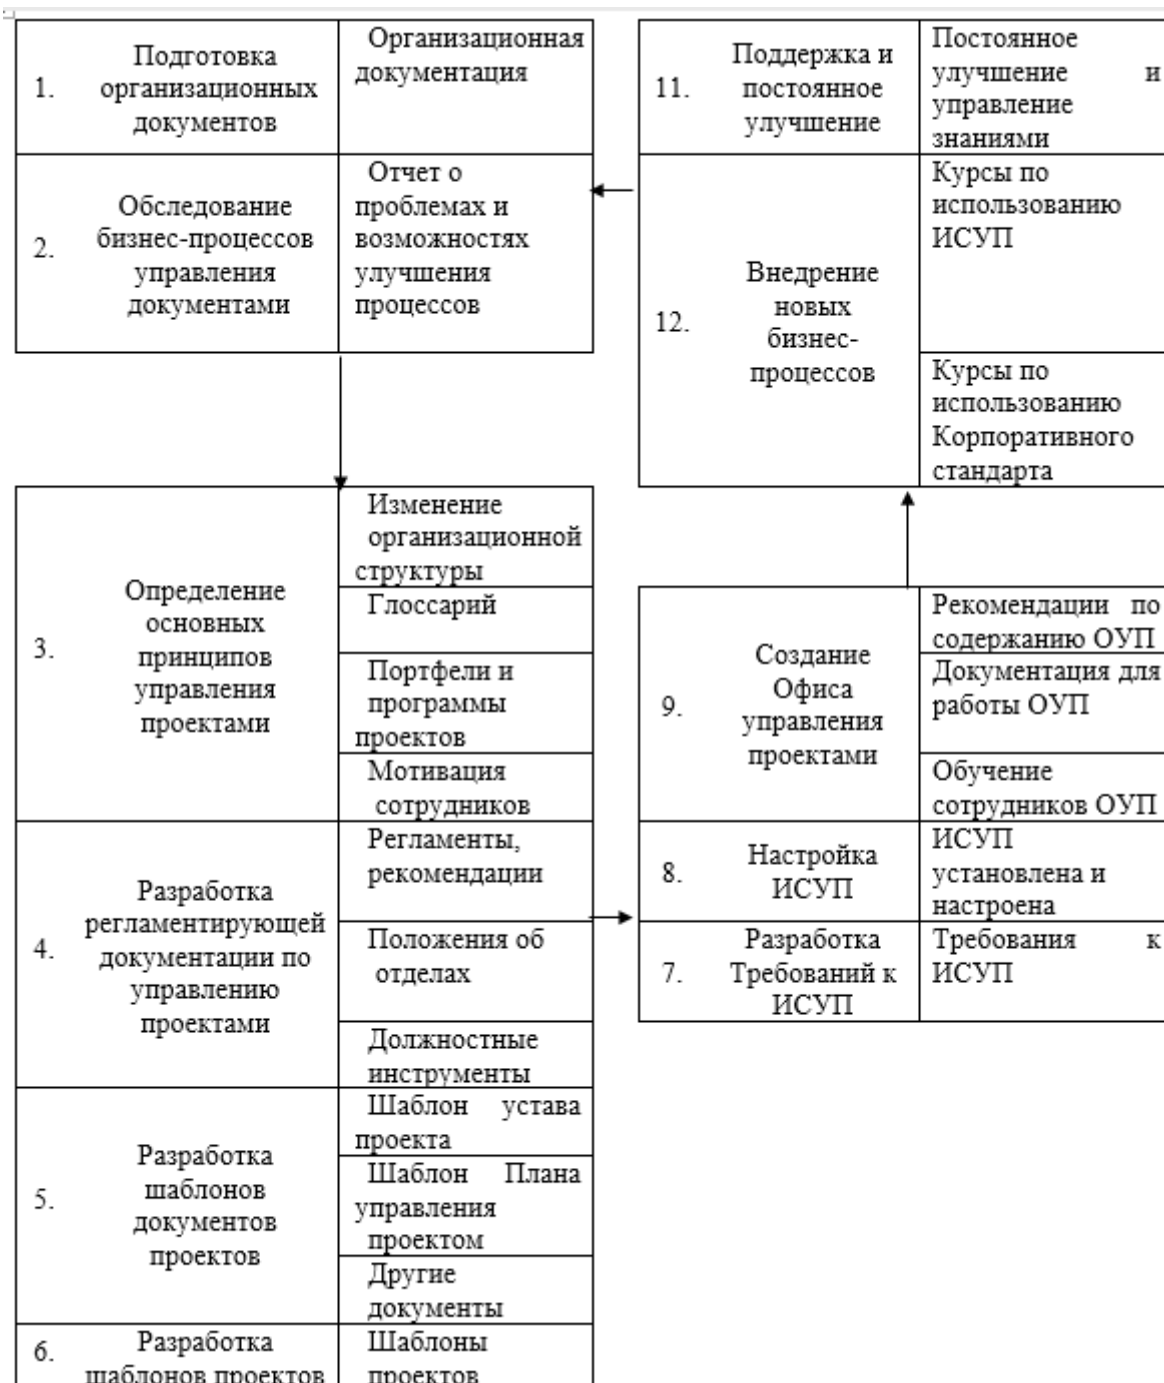 1.
Подготовка
организационных
документов
Организационная
документация
2.
Обследование
бизнес-процессов
управления
документами
Отчет о
проблемах и
возможностях
улучшения
процессов
3.
Определение
основных
принципов
управления
проектами
Изменение
организационной
структуры
Глоссарий
Портфели и
программы
проектов
Мотивация
сотрудников
4.
Разработка
регламентирующей
документации по
управлению
проектами
Регламенты,
рекомендации
Положения об
отделах
Должностные
инструменты
5.
Разработка
шаблонов
документов
проектов
Шаблон устава
проекта
Шаблон Плана
управления
проектом
Другие
документы
6.
Разработка
шаблонов проектов
Шаблоны
проектов
11.
Поддержка и
постоянное
улучшение
Постоянное
улучшение и
управление
знаниями
12.
Внедрение
новых
бизнес-
процессов
Курсы по
использованию
ИСУП
Курсы по
использованию
Корпоративного
стандарта
9.
Создание
Офиса
управления
проектами
Рекомендации по
содержанию ОУП
Документация для
работы ОУП
Обучение
сотрудников ОУП
8.
Настройка
ИСУП
ИСУП
установлена и
настроена
7.
Разработка
Требований к
ИСУП
Требования к
ИСУП